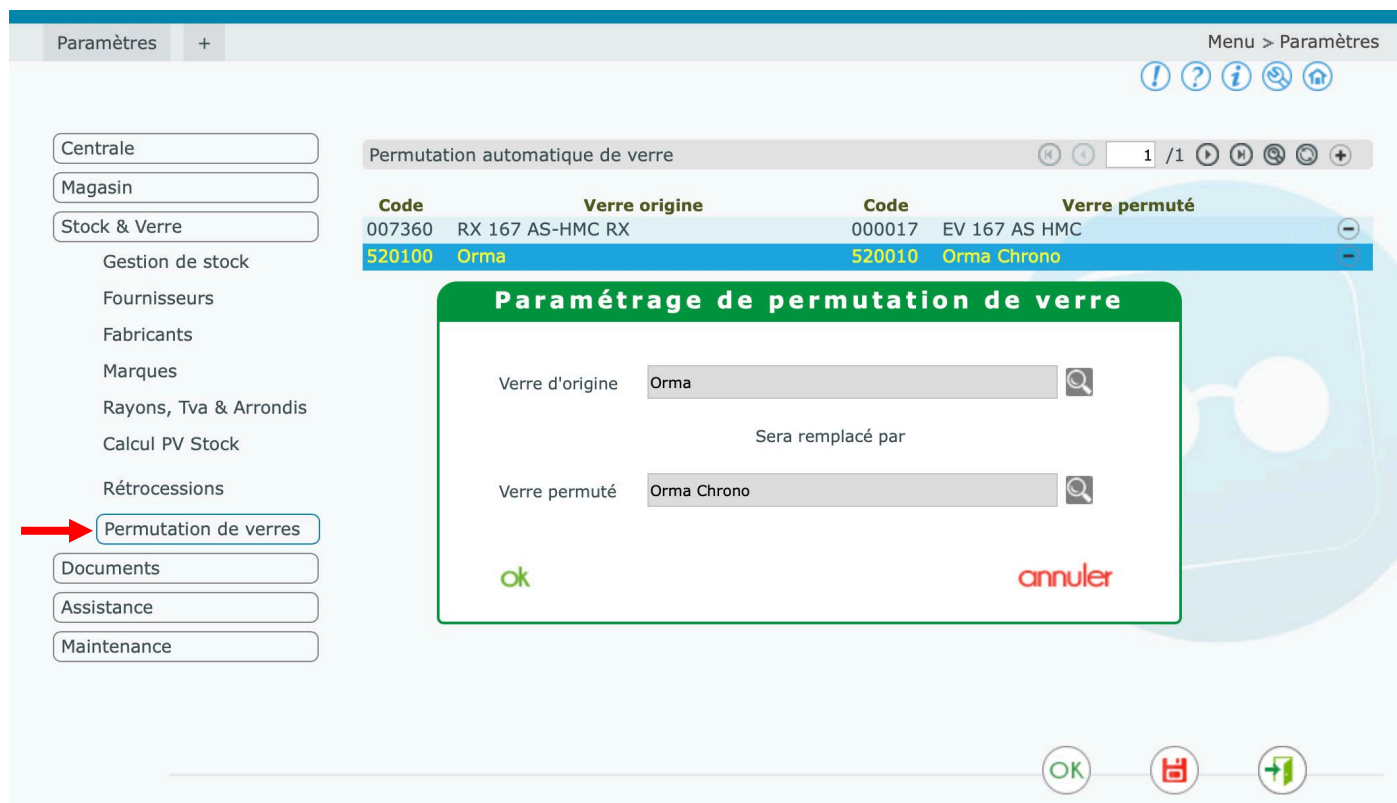 Paramètres +
Menu > Paramètres
! ? i
Centrale
Magasin
Stock & Verre
Gestion de stock
Fournisseurs
Fabricants
Marques
Rayons, Tva & Arrondis
Calcul PV Stock
Rétrocessions
Permutation de verres
Documents
Assistance
Maintenance
Permutation automatique de verre 1 /1
Code Verre origine Code Verre permuté
007360 RX 167 AS-HMC RX 000017 EV 167 AS HMC
520100 Orma 520010 Orma Chrono
Paramétrage de permutation de verre
Verre d'origine Orma
Sera remplacé par
Verre permuté Orma Chrono
ok annuler
OK